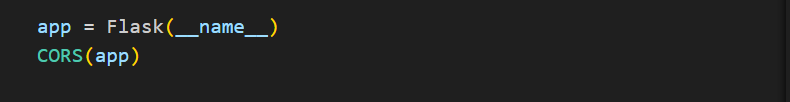 app = Flask(__name__)
CORS(app)